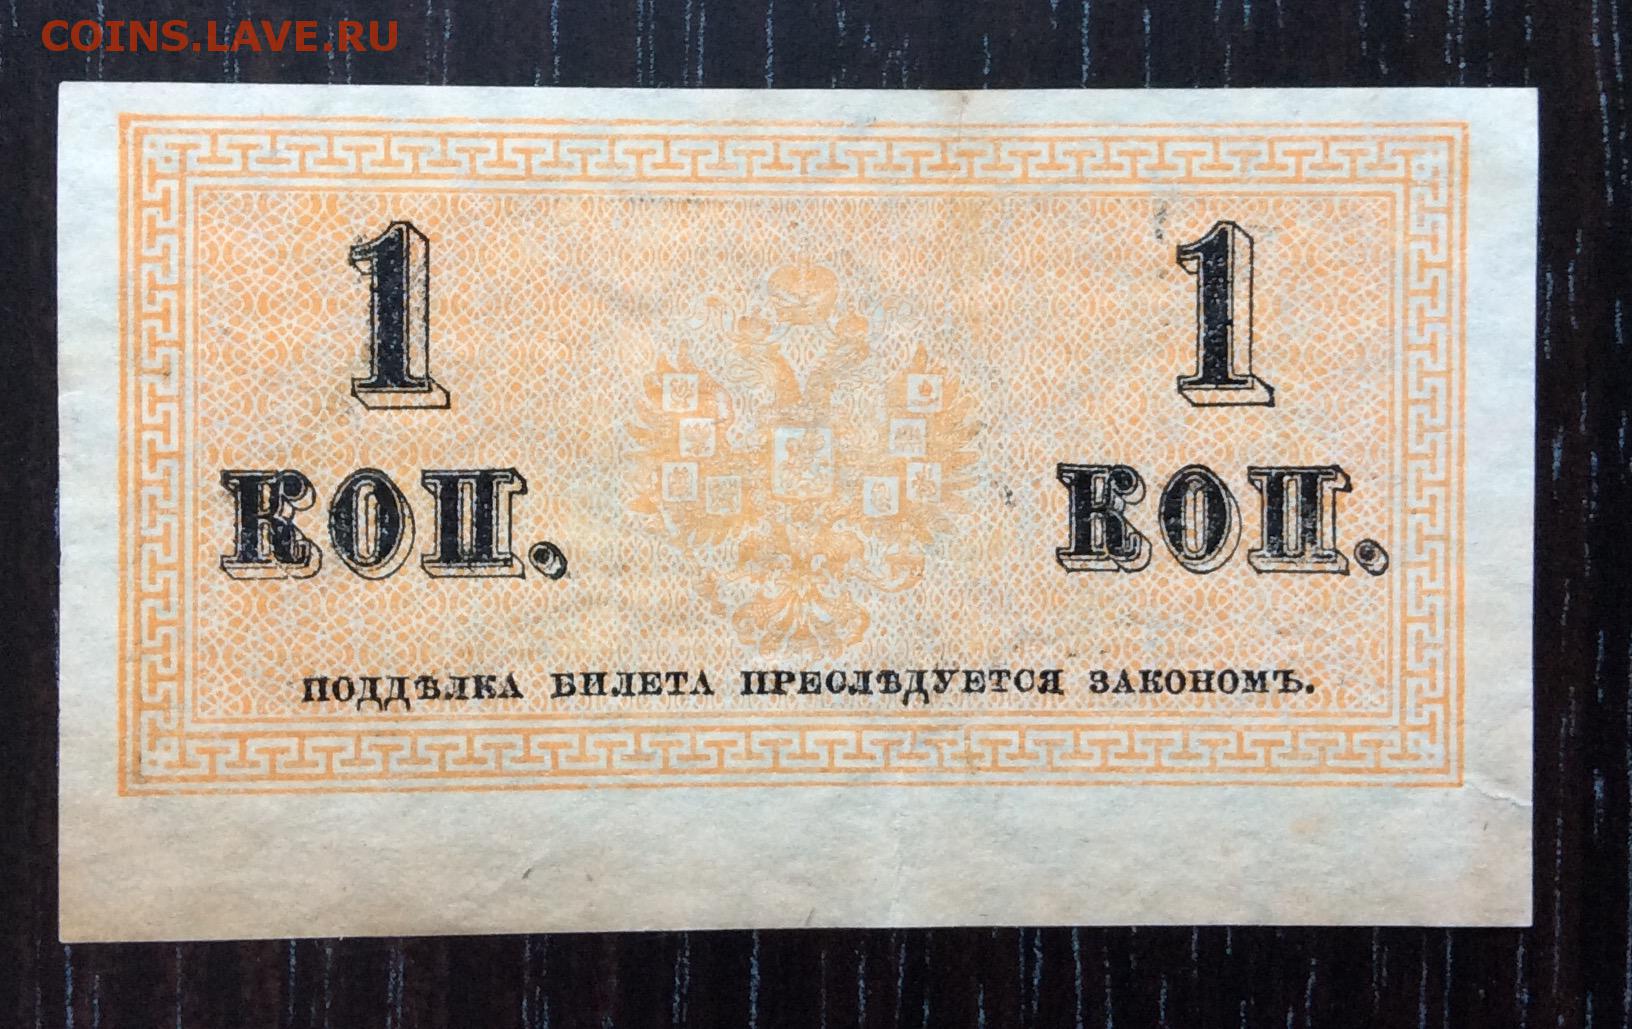 COINS.LAVE.RU
1 1
КОП. КОП.
ПОДДѢЛКА БИЛЕТА ПРЕСЛѢДУЕТСЯ ЗАКОНОМЪ.